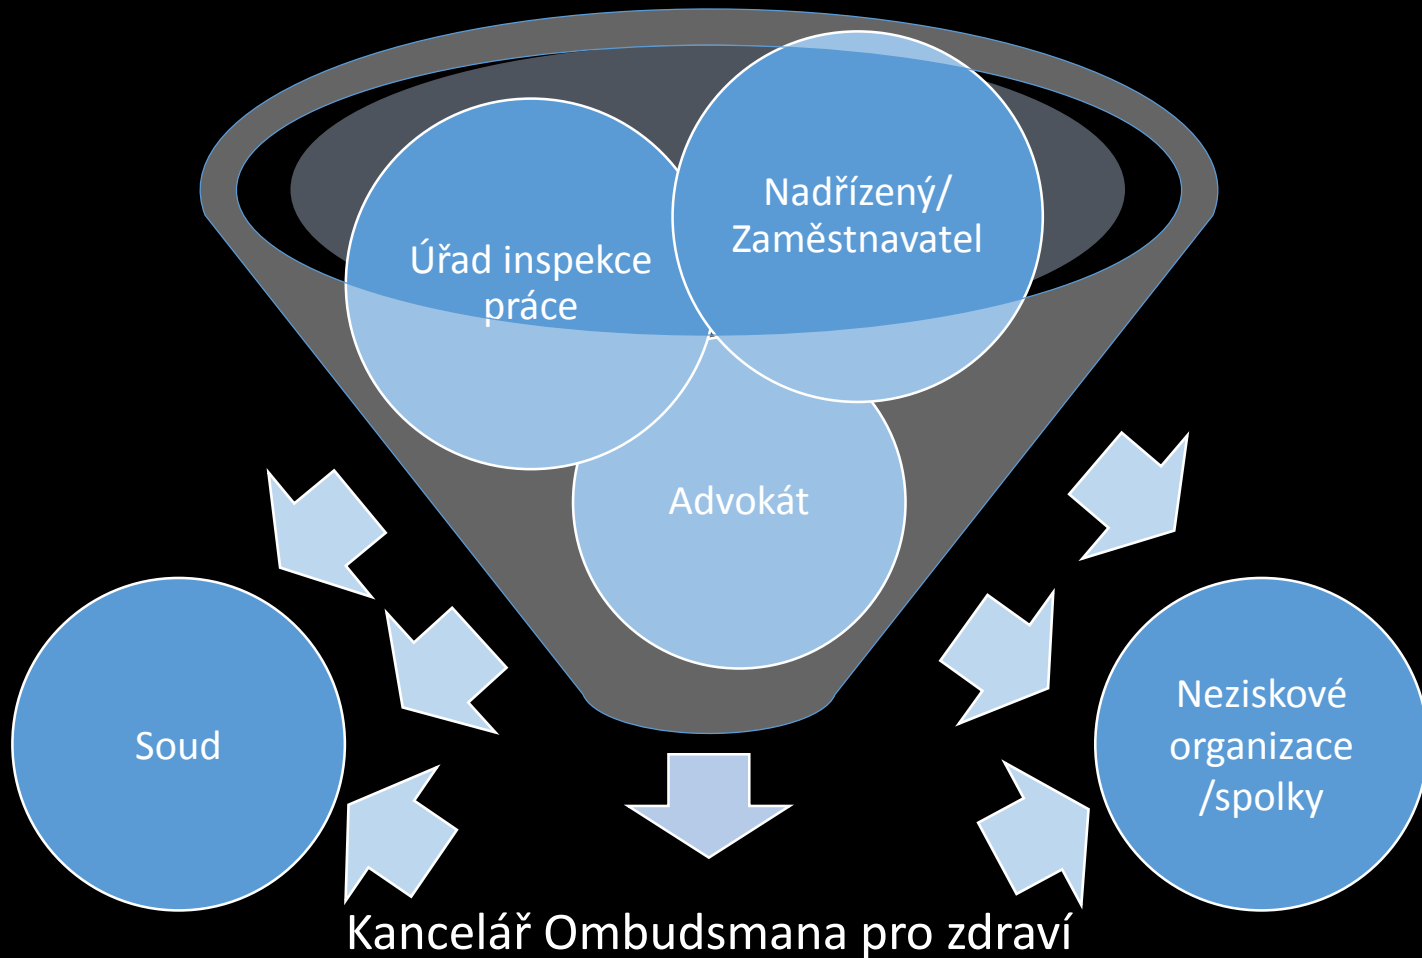 Nadřízený/
Zaměstnavatel
Úřad inspekce
práce
Advokát
Soud
Neziskové
organizace
/spolky
Kancelář Ombudsmana pro zdraví